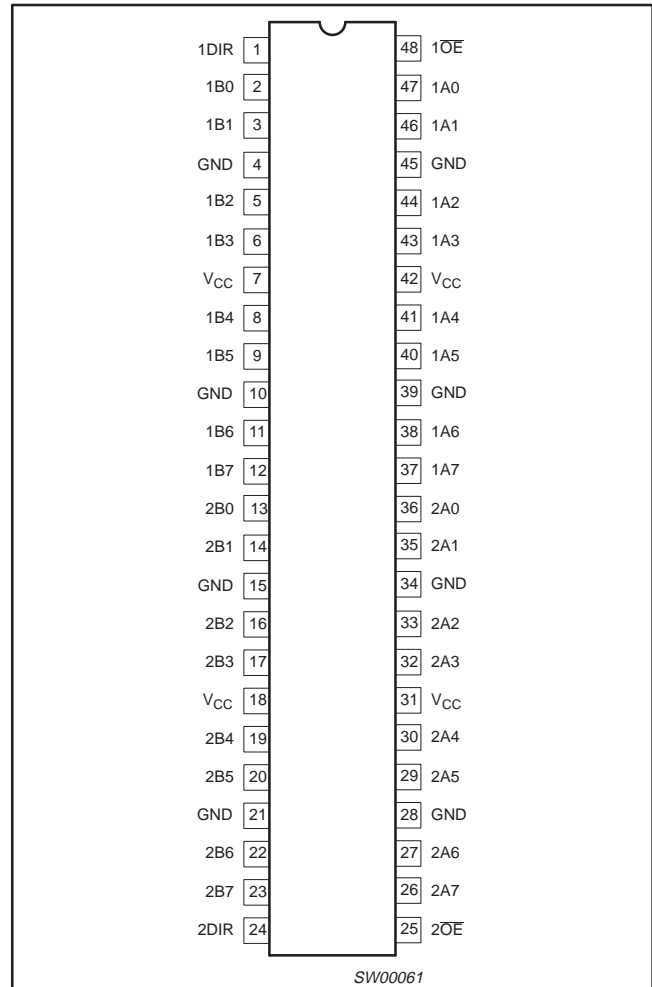 1DIR 1 48 1O̅E̅
1B0 2 47 1A0
1B1 3 46 1A1
GND 4 45 GND
1B2 5 44 1A2
1B3 6 43 1A3
VCC 7 42 VCC
1B4 8 41 1A4
1B5 9 40 1A5
GND 10 39 GND
1B6 11 38 1A6
1B7 12 37 1A7
2B0 13 36 2A0
2B1 14 35 2A1
GND 15 34 GND
2B2 16 33 2A2
2B3 17 32 2A3
VCC 18 31 VCC
2B4 19 30 2A4
2B5 20 29 2A5
GND 21 28 GND
2B6 22 27 2A6
2B7 23 26 2A7
2DIR 24 25 2O̅E̅
SW00061